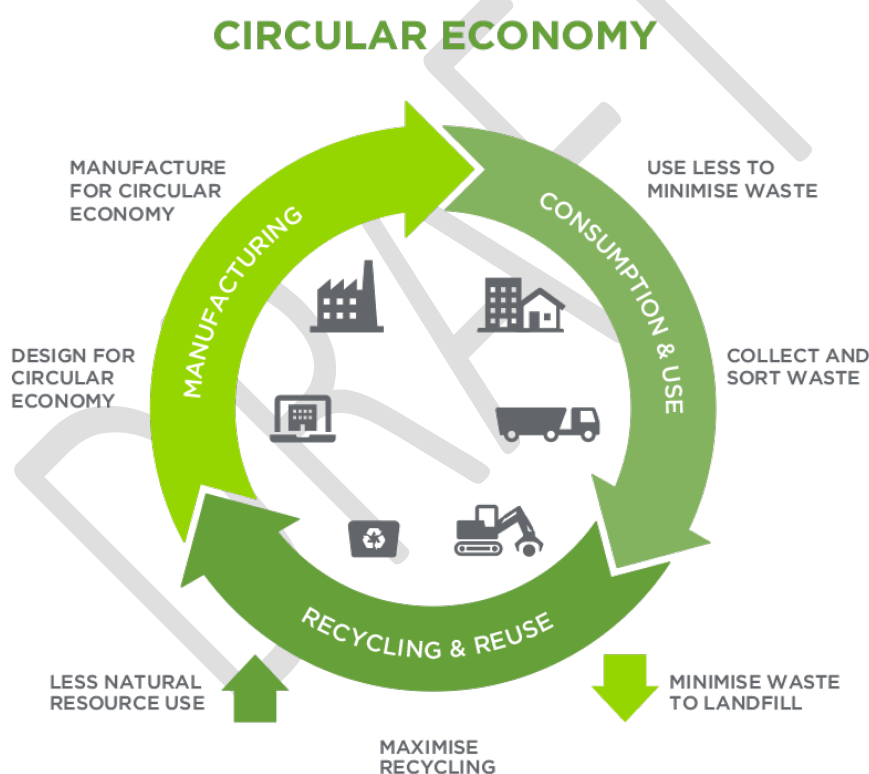 CIRCULAR ECONOMY
MANUFACTURE
FOR CIRCULAR
ECONOMY
USE LESS TO
MINIMISE WASTE
MANUFACTURING
CONSUMPTION & USE
DESIGN FOR
CIRCULAR
ECONOMY
COLLECT AND
SORT WASTE
RECYCLING & REUSE
LESS NATURAL
RESOURCE USE
MINIMISE WASTE
TO LANDFILL
MAXIMISE
RECYCLING
DRAFT